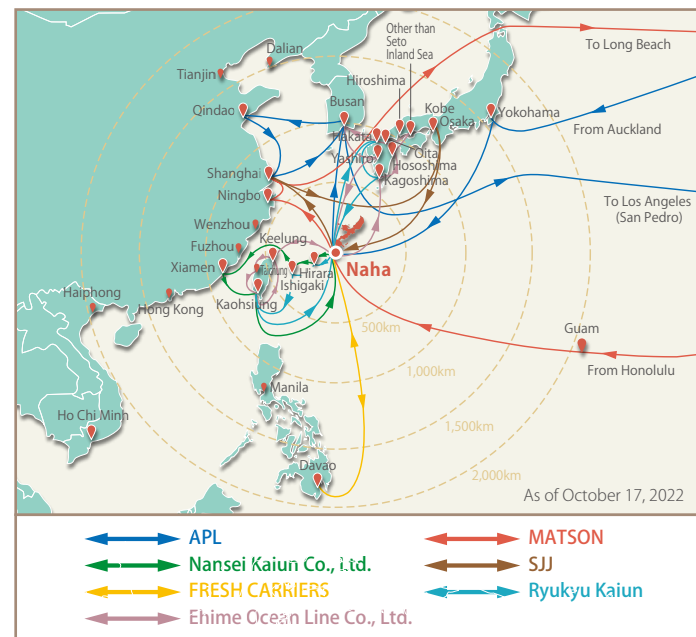 Other than
Seto
Inland Sea
To Long Beach
Dalian
Tianjin
Hiroshima
Busan
Kobe
Qindao
Osaka
Yokohama
Hakata
From Auckland
Oita
Yashiro
Hososhima
Shanghai
Kagoshima
Ningbo
To Los Angeles
(San Pedro)
Wenzhou
Fuzhou
Keelung
Xiamen
Taichung
Hirara
Naha
Ishigaki
Haiphong
Hong Kong
Kaohsiung
500km
Guam
1,000km
From Honolulu
Manila
Ho Chi Minh
1,500km
Davao
2,000km
As of October 17, 2022
APL
MATSON
Nansei Kaiun Co., Ltd.
SJJ
FRESH CARRIERS
Ryukyu Kaiun
Ehime Ocean Line Co., Ltd.